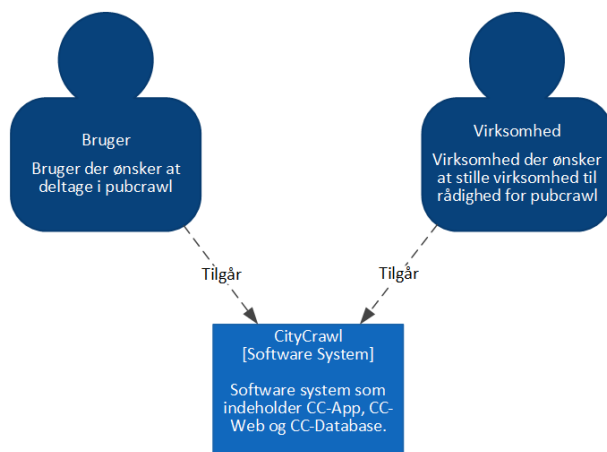 Bruger
Bruger der ønsker at
deltage i pubcrawl
Virksomhed
Virksomhed der ønsker
at stille virksomhed til
rådighed for pubcrawl
Tilgår
Tilgår
CityCrawl
[Software System]
Software system som
indeholder CC-App, CC-
Web og CC-Database.